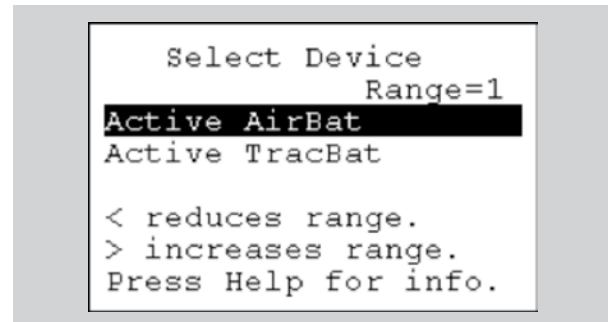 Select Device
Range=1
Active AirBat
Active TracBat
< reduces range.
> increases range.
Press Help for info.